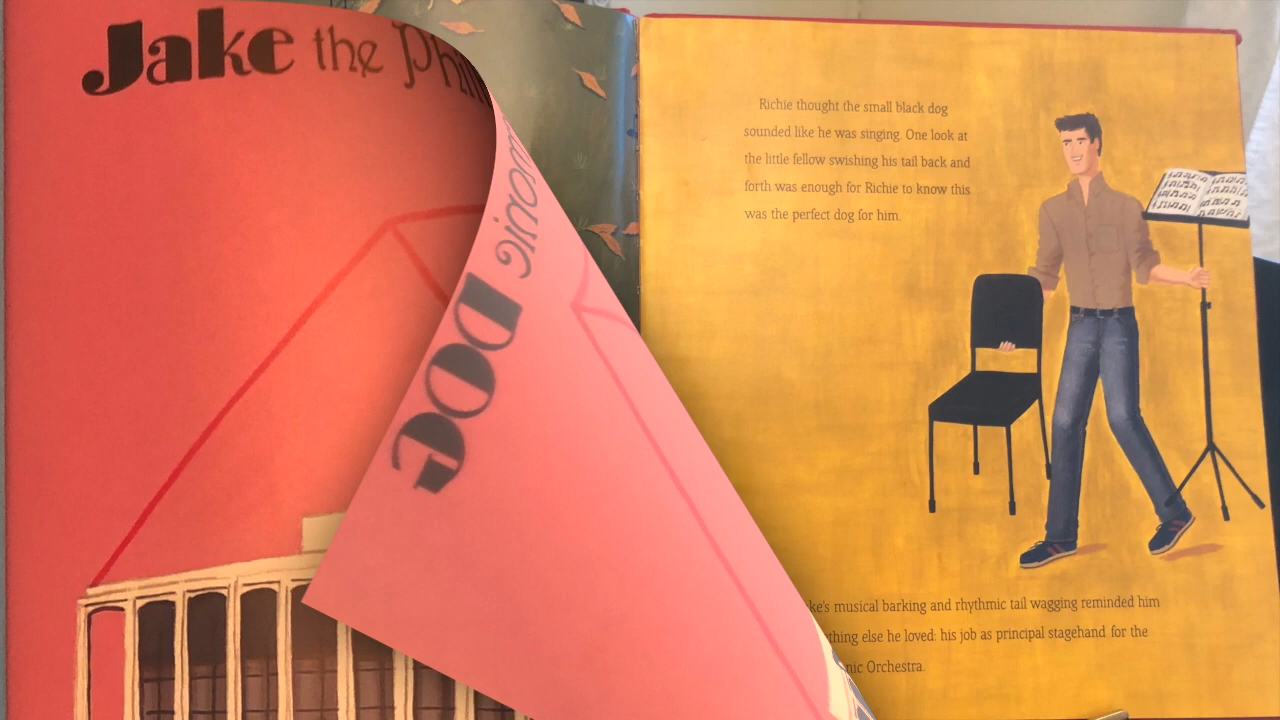 Jake the Phil
monic DOG
Richie thought the small black dog
sounded like he was singing. One look at
the little fellow swishing his tail back and
forth was enough for Richie to know this
was the perfect dog for him.
ke's musical barking and rhythmic tail wagging reminded him
thing else he loved: his job as principal stagehand for the
nic Orchestra.